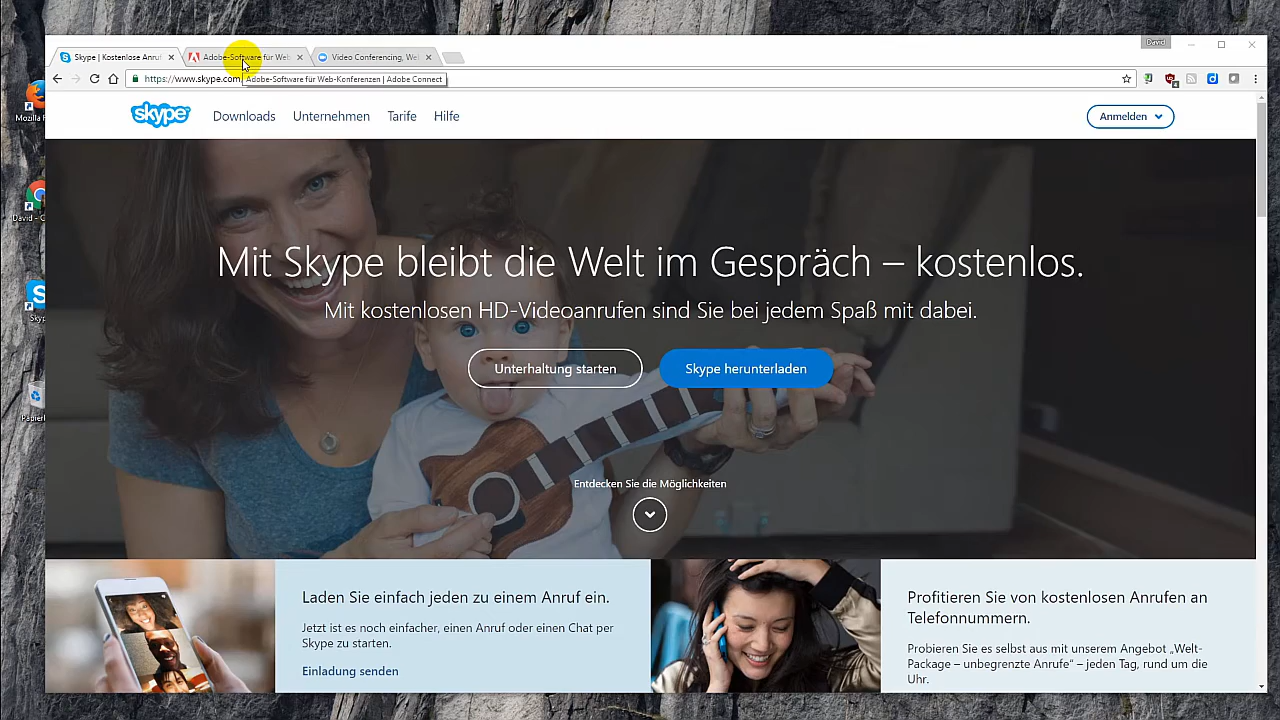 David
Skype | Kostenlose Anruf
Adobe-Software für Web
Video Conferencing, Wel
https://www.skype.com
Adobe-Software für Web-Konferenzen | Adobe Connect
skype
Downloads
Unternehmen
Tarife
Hilfe
Anmelden
Mozilla F
David - G
Skyp
Papierk
Mit Skype bleibt die Welt im Gespräch – kostenlos.
Mit kostenlosen HD-Videoanrufen sind Sie bei jedem Spaß mit dabei.
Unterhaltung starten
Skype herunterladen
Entdecken Sie die Möglichkeiten
Laden Sie einfach jeden zu einem Anruf ein.
Jetzt ist es noch einfacher, einen Anruf oder einen Chat per
Skype zu starten.
Einladung senden
Profitieren Sie von kostenlosen Anrufen an
Telefonnummern.
Probieren Sie es selbst aus mit unserem Angebot „Welt-
Package – unbegrenzte Anrufe“ – jeden Tag, rund um die
Uhr.